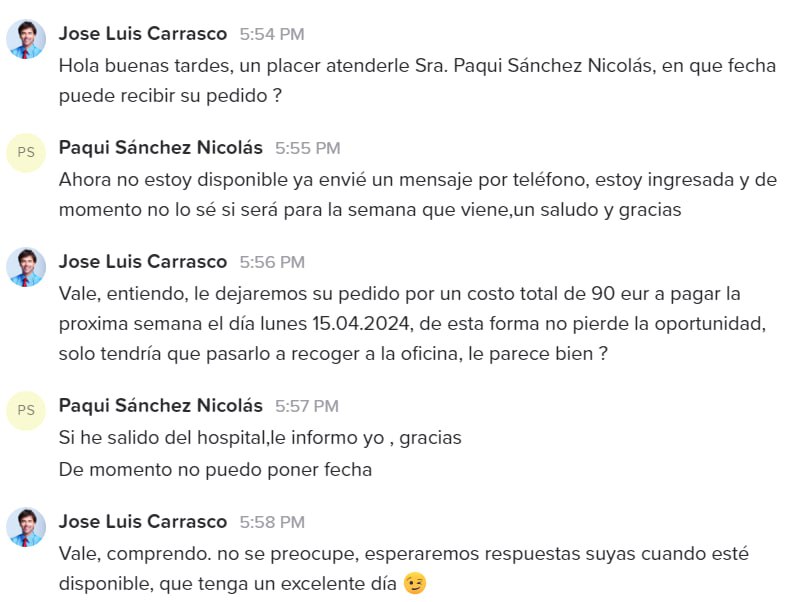 Jose Luis Carrasco 5:54 PM
Hola buenas tardes, un placer atenderle Sra. Paqui Sánchez Nicolás, en que fecha
puede recibir su pedido ?
PS Paqui Sánchez Nicolás 5:55 PM
Ahora no estoy disponible ya envié un mensaje por teléfono, estoy ingresada y de
momento no lo sé si será para la semana que viene,un saludo y gracias
Jose Luis Carrasco 5:56 PM
Vale, entiendo, le dejaremos su pedido por un costo total de 90 eur a pagar la
proxima semana el día lunes 15.04.2024, de esta forma no pierde la oportunidad,
solo tendría que pasarlo a recoger a la oficina, le parece bien ?
PS Paqui Sánchez Nicolás 5:57 PM
Si he salido del hospital,le informo yo , gracias
De momento no puedo poner fecha
Jose Luis Carrasco 5:58 PM
Vale, comprendo. no se preocupe, esperaremos respuestas suyas cuando esté
disponible, que tenga un excelente día 😉